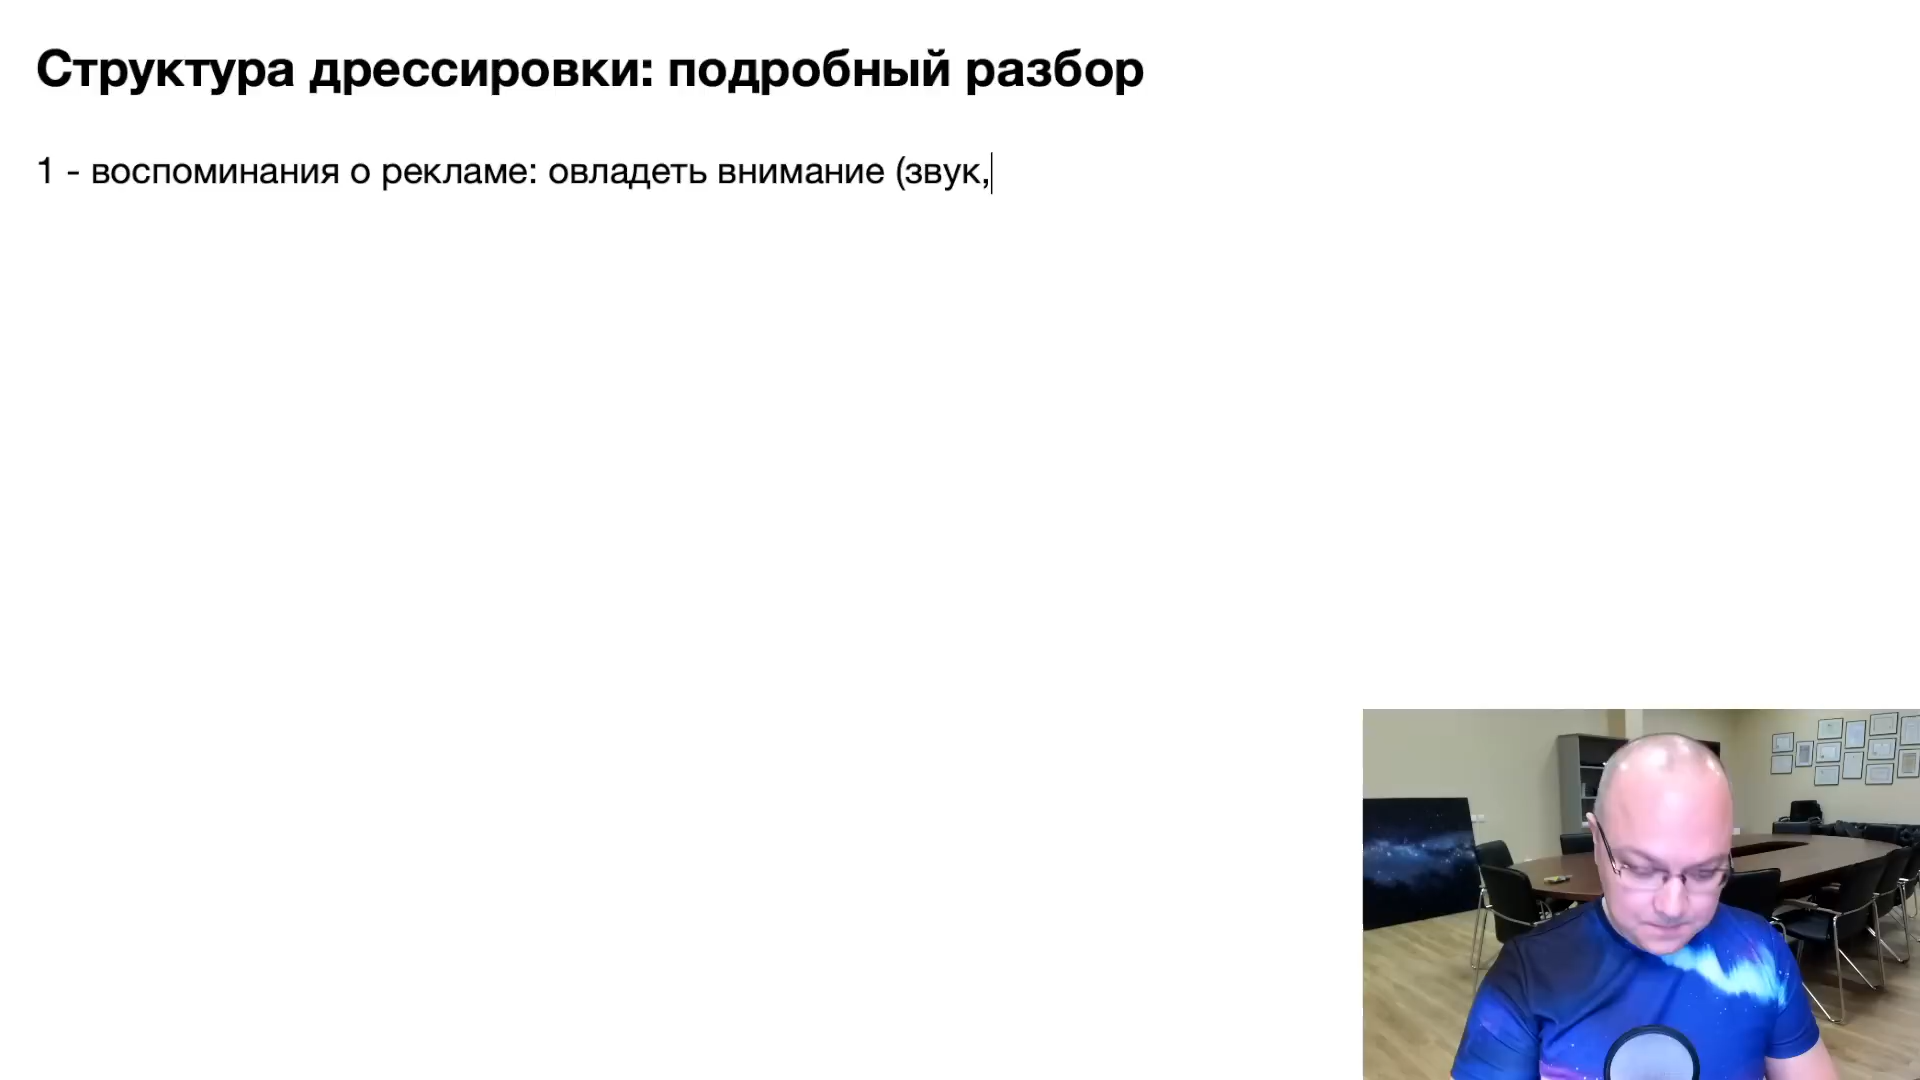 Структура дрессировки: подробный разбор
1 - воспоминания о рекламе: овладеть внимание (звук,